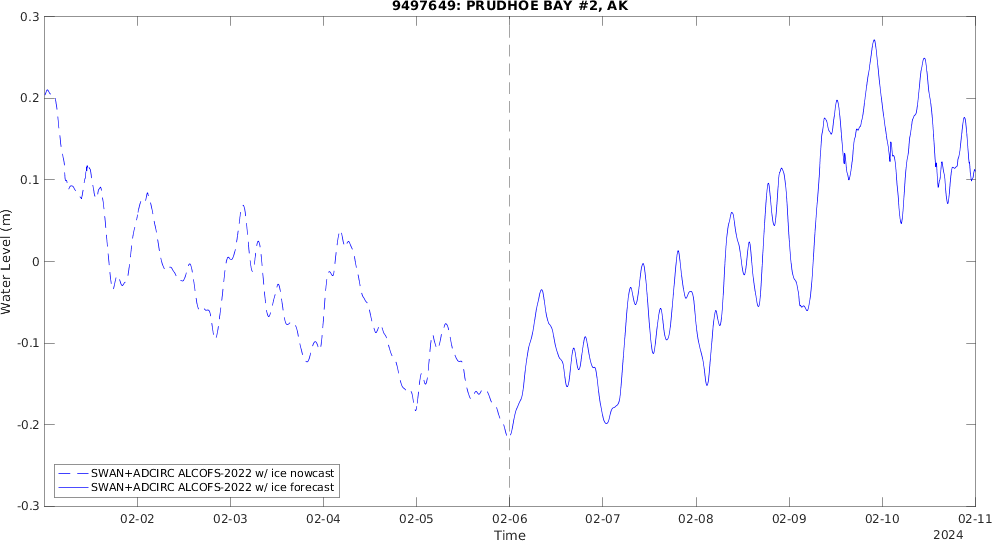 9497649: PRUDHOE BAY #2, AK
0.3
0.2
0.1
0
-0.1
-0.2
-0.3
Water Level (m)
SWAN+ADCIRC ALCOFS-2022 w/ ice nowcast
SWAN+ADCIRC ALCOFS-2022 w/ ice forecast
02-02 02-03 02-04 02-05 02-06 02-07 02-08 02-09 02-10 02-11
Time
2024